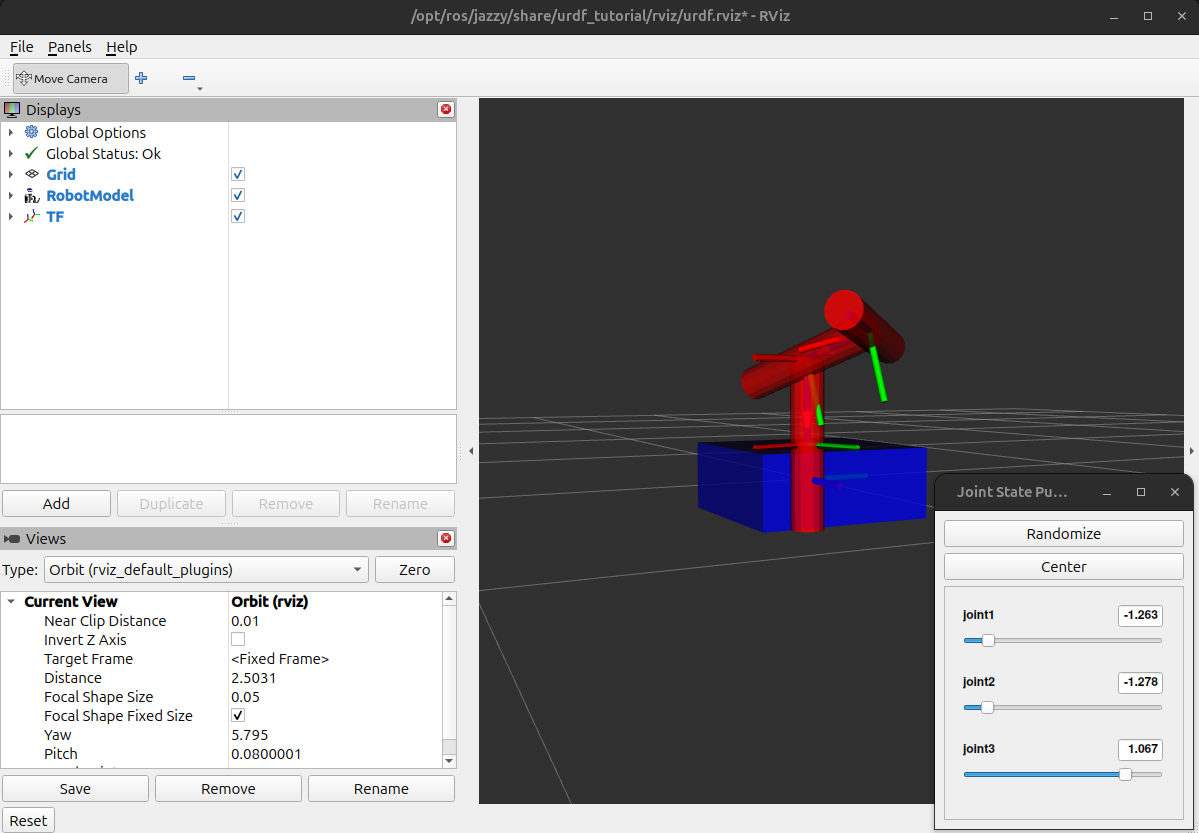 /opt/ros/jazzy/share/urdf_tutorial/rviz/urdf.rviz* - RViz
File Panels Help
Move Camera
Displays
Global Options
Global Status: Ok
Grid
RobotModel
TF
Add Duplicate Remove Rename
Views
Type: Orbit (rviz_default_plugins) Zero
Current View Orbit (rviz)
Near Clip Distance 0.01
Invert Z Axis
Target Frame <Fixed Frame>
Distance 2.5031
Focal Shape Size 0.05
Focal Shape Fixed Size
Yaw 5.795
Pitch 0.0800001
Save Remove Rename
Reset
Joint State Pu...
Randomize
Center
joint1 -1.263
joint2 -1.278
joint3 1.067